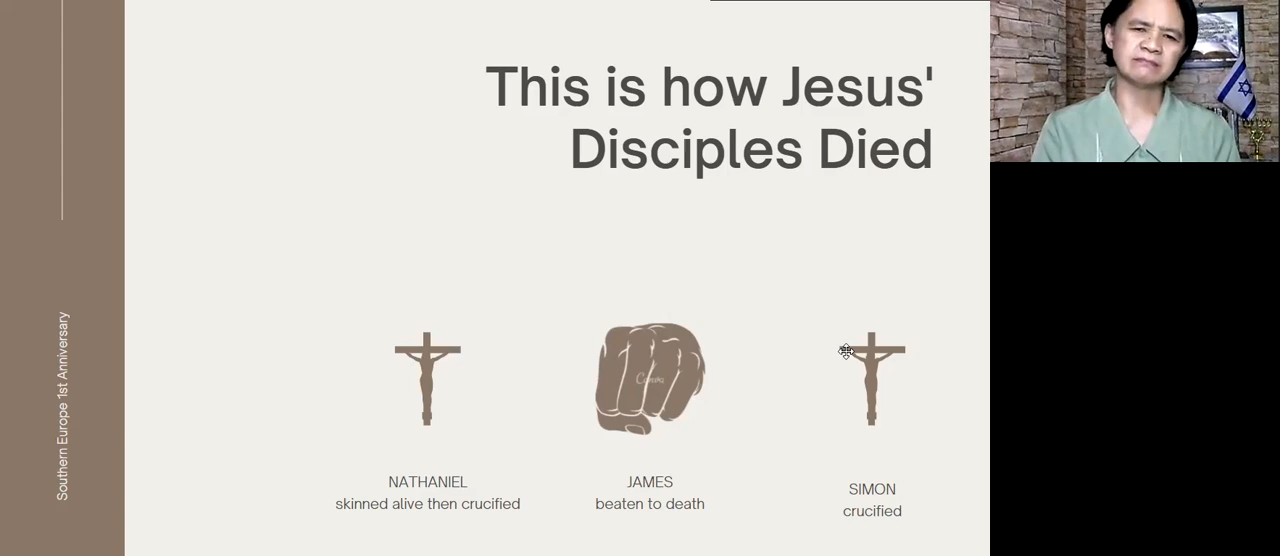 This is how Jesus'
Disciples Died
NATHANIEL
skinned alive then crucified
JAMES
beaten to death
SIMON
crucified
Southern Europe 1st Anniversary
Canva